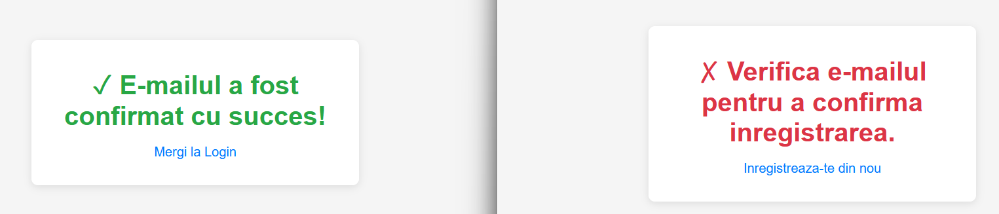 ✓ E-mailul a fost
confirmat cu succes!
Mergi la Login
✗ Verifica e-mailul
pentru a confirma
inregistrarea.
Inregistreaza-te din nou